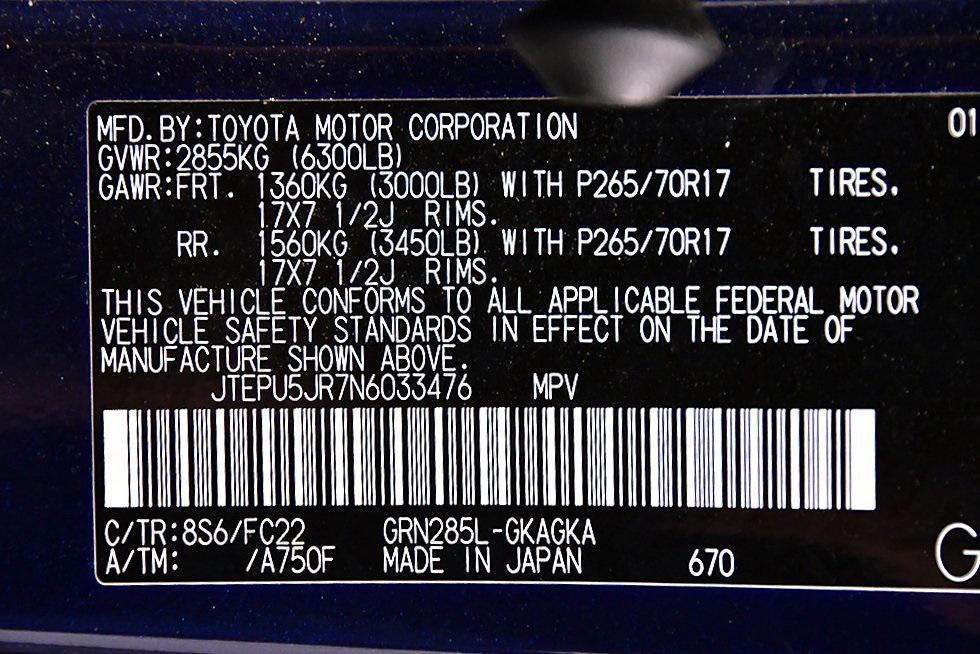 MFD. BY: TOYOTA MOTOR CORPORATION 01
GVWR: 2855KG (6300LB)
GAWR: FRT. 1360KG (3000LB) WITH P265/70R17 TIRES.
17X7 1/2J RIMS.
RR. 1560KG (3450LB) WITH P265/70R17 TIRES.
17X7 1/2J RIMS.
THIS VEHICLE CONFORMS TO ALL APPLICABLE FEDERAL MOTOR
VEHICLE SAFETY STANDARDS IN EFFECT ON THE DATE OF
MANUFACTURE SHOWN ABOVE.
JTEPU5JR7N6033476 MPV
C/TR: 8S6/FC22 GRN285L-GKAGKA
A/TM: /A750F MADE IN JAPAN 670 G